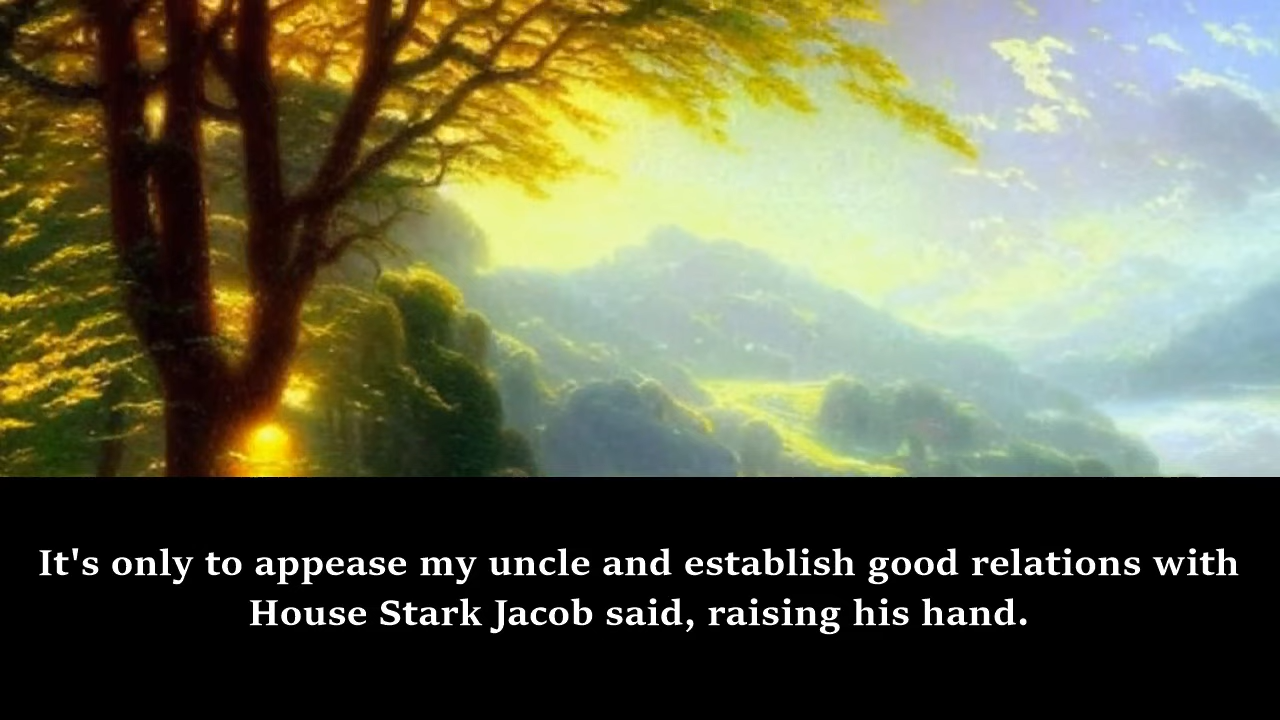 It's only to appease my uncle and establish good relations with
House Stark Jacob said, raising his hand.